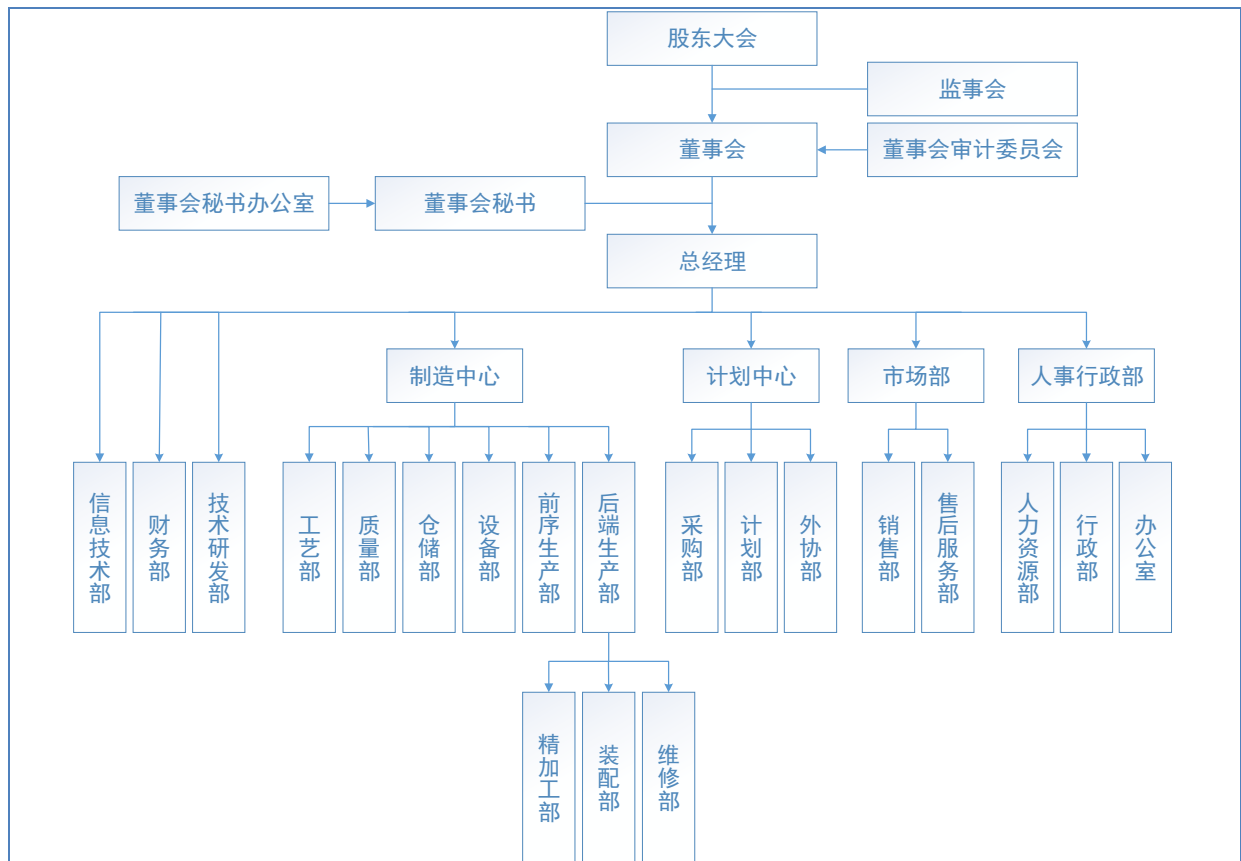 股东大会
监事会
董事会
董事会审计委员会
董事会秘书办公室
董事会秘书
总经理
制造中心
计划中心
市场部
人事行政部
信息技术部
财务部
技术研发部
工艺部
质量部
仓储部
设备部
前序生产部
后端生产部
采购部
计划部
外协部
销售部
售后服务部
人力资源部
行政部
办公室
精加工部
装配部
维修部